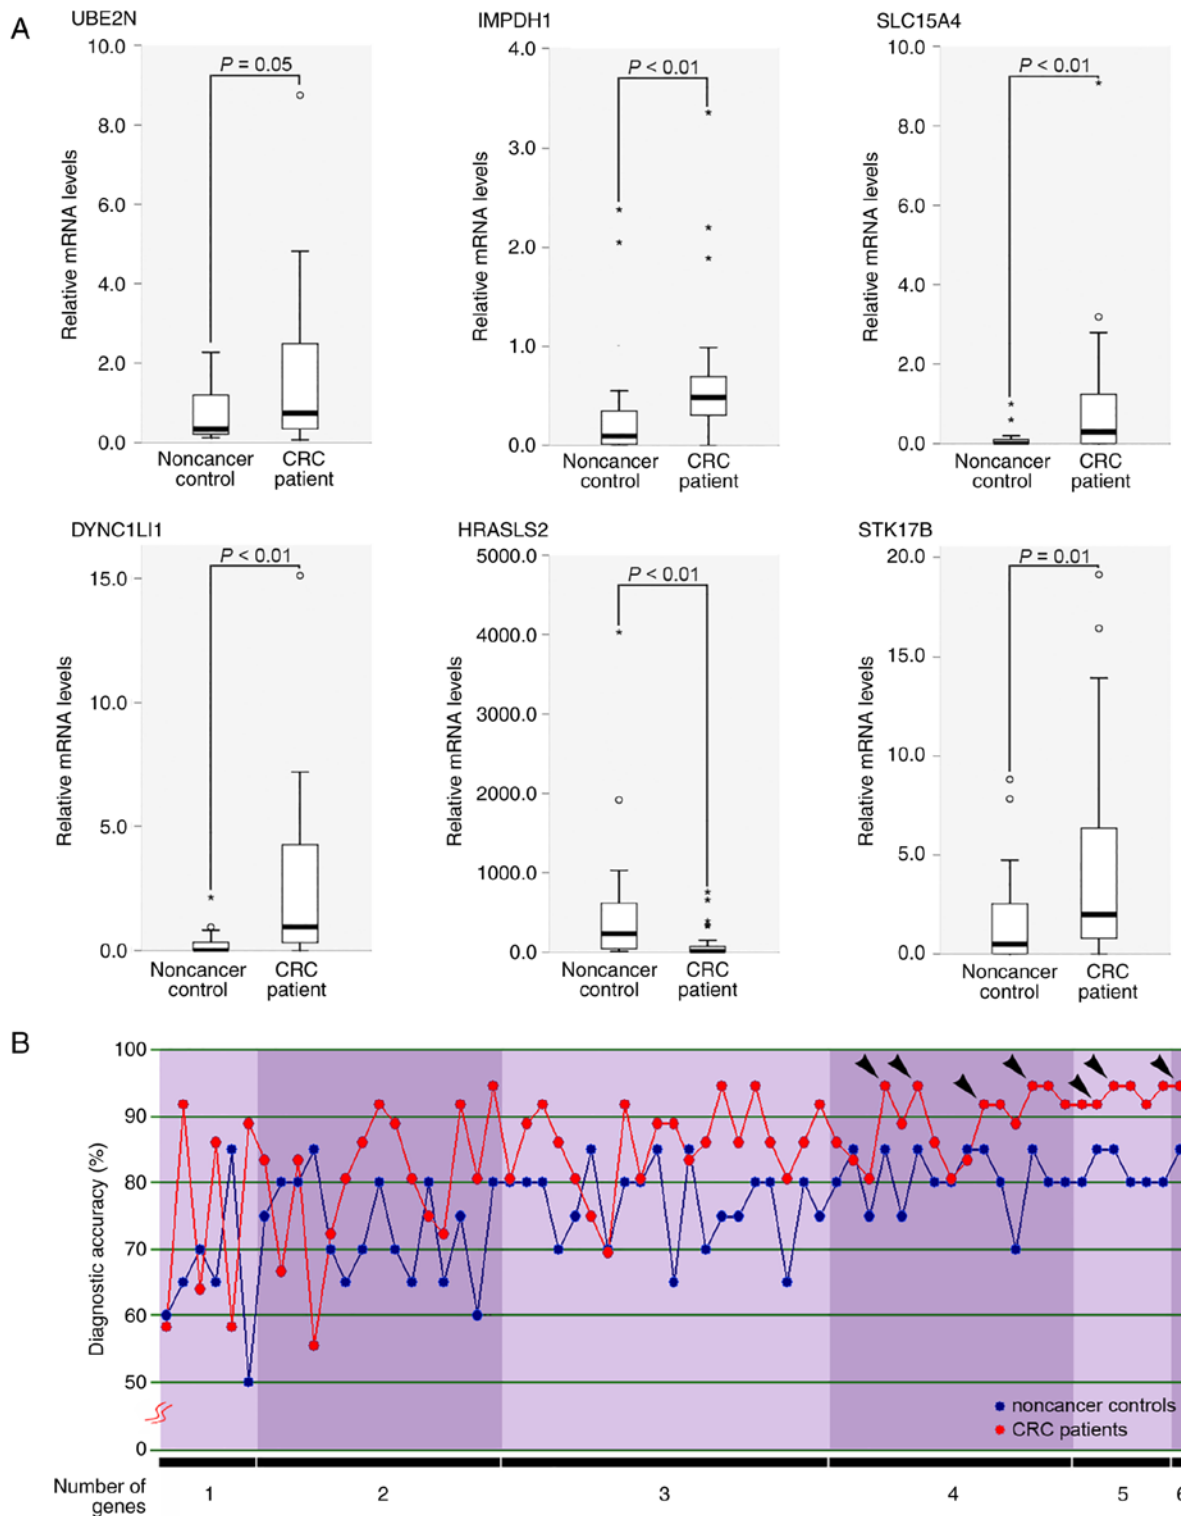 A
UBE2N
10.0
8.0
6.0
4.0
2.0
0.0
Relative mRNA levels
P = 0.05
Noncancer
control
CRC
patient
IMPDH1
4.0
3.0
2.0
1.0
0.0
Relative mRNA levels
P < 0.01
Noncancer
control
CRC
patient
SLC15A4
10.0
8.0
6.0
4.0
2.0
0.0
Relative mRNA levels
P < 0.01
Noncancer
control
CRC
patient
DYNC1LI1
15.0
10.0
5.0
0.0
Relative mRNA levels
P < 0.01
Noncancer
control
CRC
patient
HRASLS2
5000.0
4000.0
3000.0
2000.0
1000.0
0.0
Relative mRNA levels
P < 0.01
Noncancer
control
CRC
patient
STK17B
20.0
15.0
10.0
5.0
0.0
Relative mRNA levels
P = 0.01
Noncancer
control
CRC
patient
B
100
90
80
70
60
50
0
Diagnostic accuracy (%)
noncancer controls
CRC patients
Number of
genes
1 2 3 4 5 6